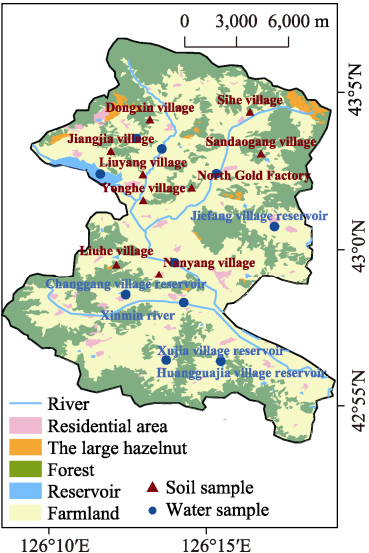 0 3,000 6,000 m
43°5′N
Dongxin village
Sihe village
Jiangjia village
Sandaogang village
Liuyang village
North Gold Factory
Yonghe village
Jiefang village reservoir
43°0′N
Liuhe village
Nanyang village
Changgang village reservoir
Xinmin river
Xujia village reservoir
Huangguajia village reservoir
42°55′N
River
Residential area
The large hazelnut
Forest
Reservoir
Farmland
Soil sample
Water sample
126°10′E
126°15′E